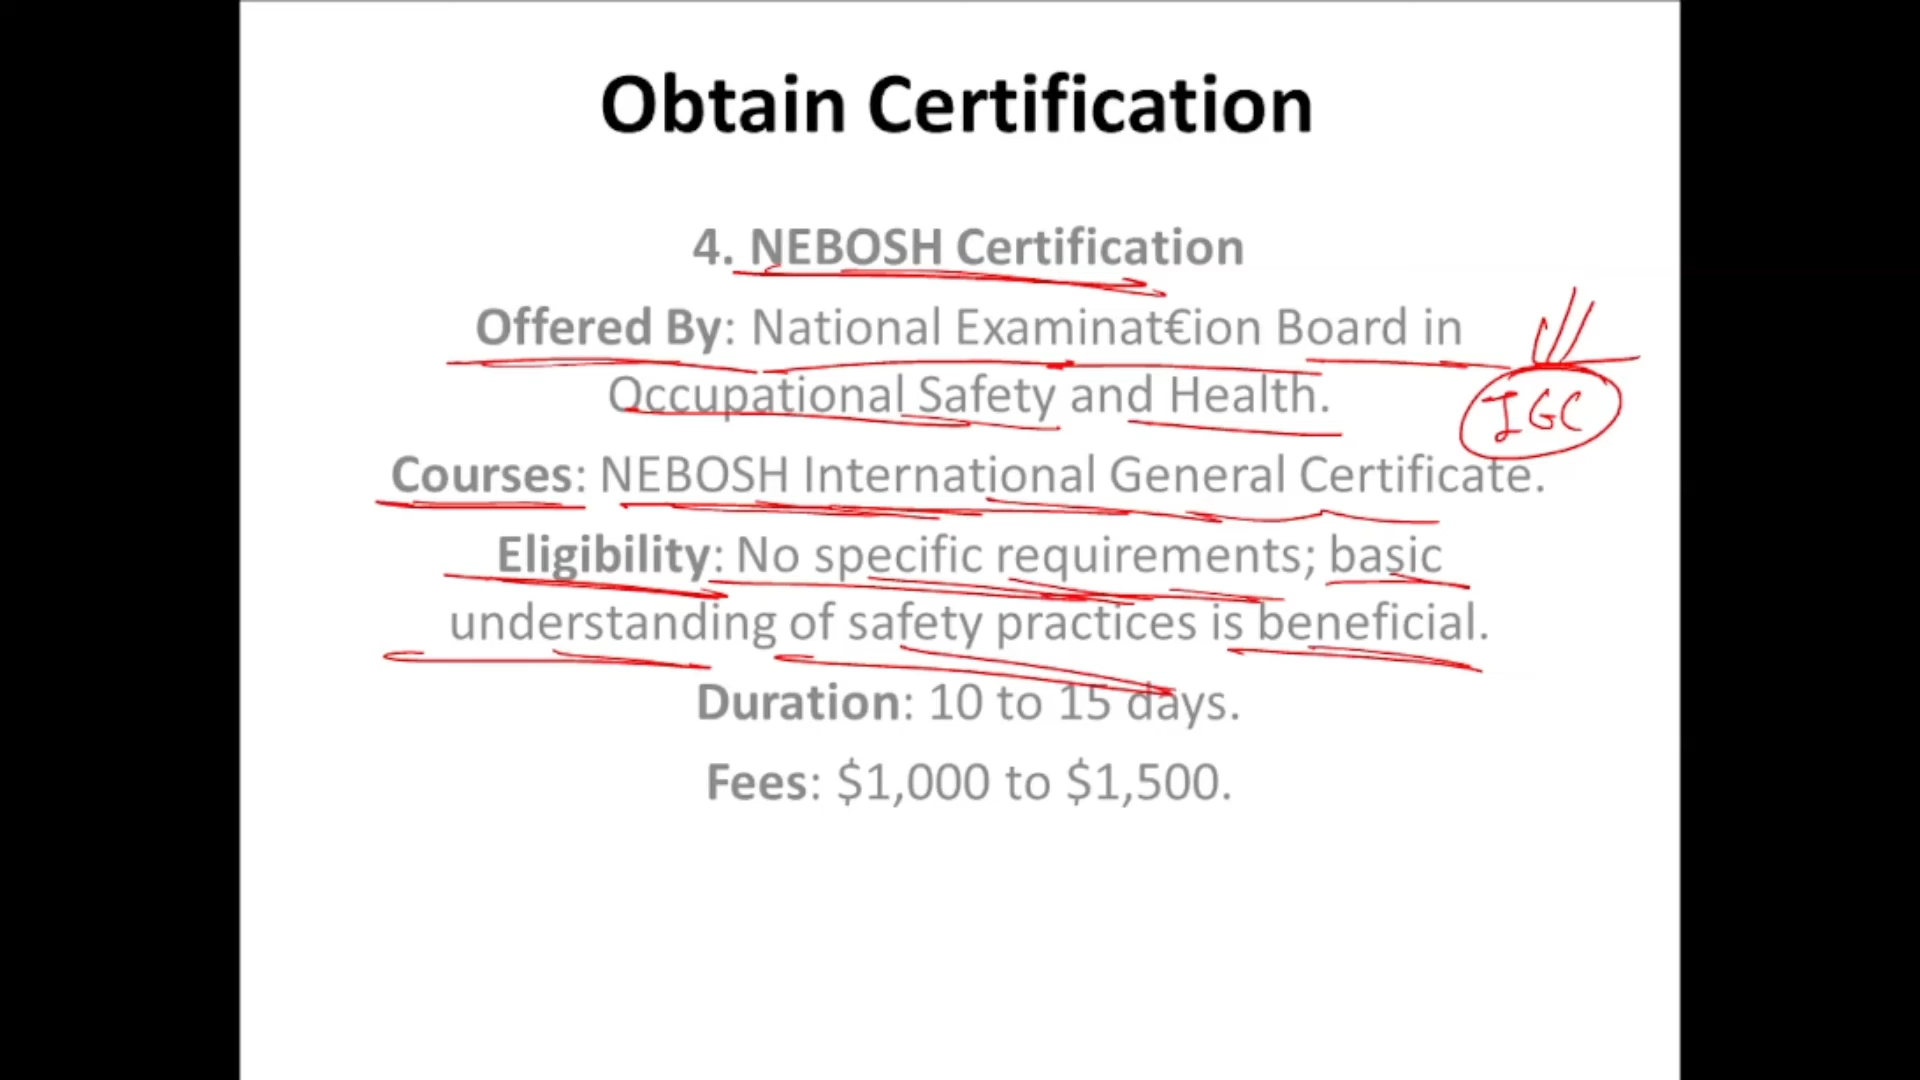 Obtain Certification
4. NEBOSH Certification
Offered By: National Examinat€ion Board in
Occupational Safety and Health.
IGC
Courses: NEBOSH International General Certificate.
Eligibility: No specific requirements; basic
understanding of safety practices is beneficial.
Duration: 10 to 15 days.
Fees: $1,000 to $1,500.